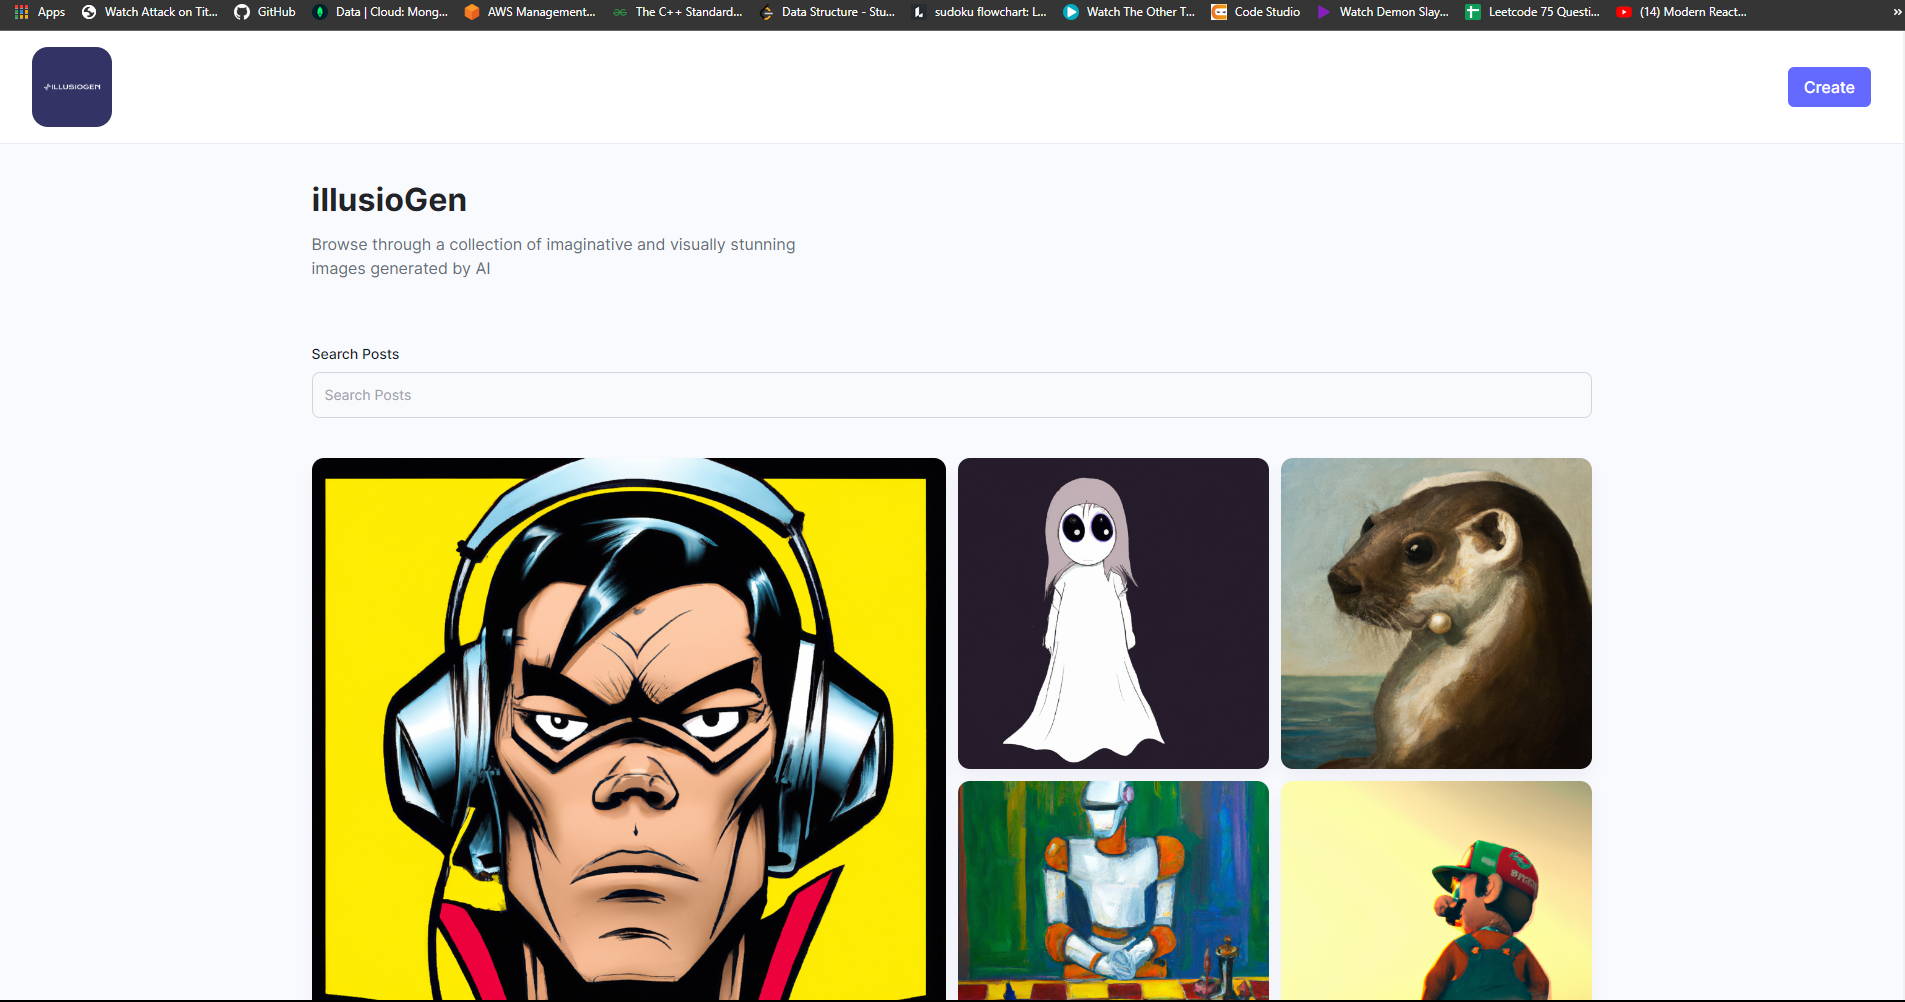 Apps
Watch Attack on Tit...
GitHub
Data | Cloud: Mong...
AWS Management...
The C++ Standard...
Data Structure - Stu...
sudoku flowchart: L...
Watch The Other T...
Code Studio
Watch Demon Slay...
Leetcode 75 Questi...
(14) Modern React...
»
ILLUSIOGEN
Create
illusioGen
Browse through a collection of imaginative and visually stunning
images generated by AI
Search Posts
Search Posts